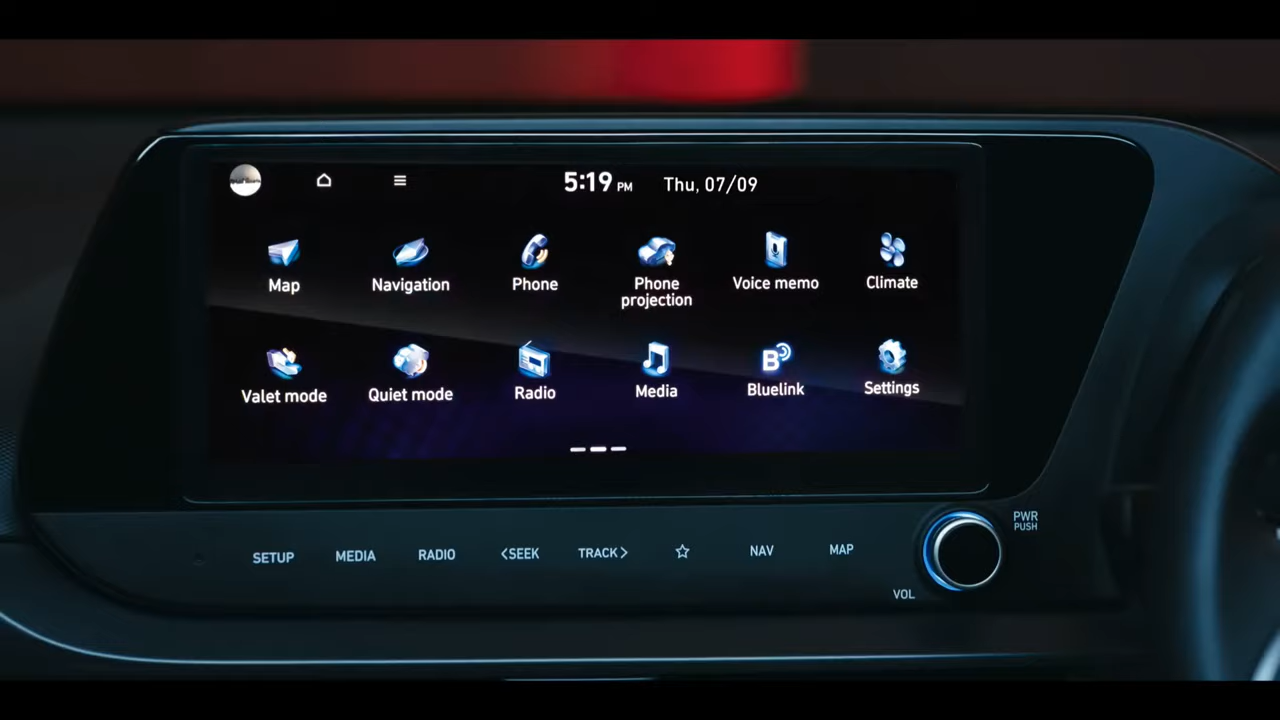 5:19 PM Thu, 07/09
Map
Navigation
Phone
Phone
projection
Voice memo
Climate
Valet mode
Quiet mode
Radio
Media
B
Bluelink
Settings
SETUP
MEDIA
RADIO
<SEEK
TRACK>
NAV
MAP
PWR
PUSH
VOL